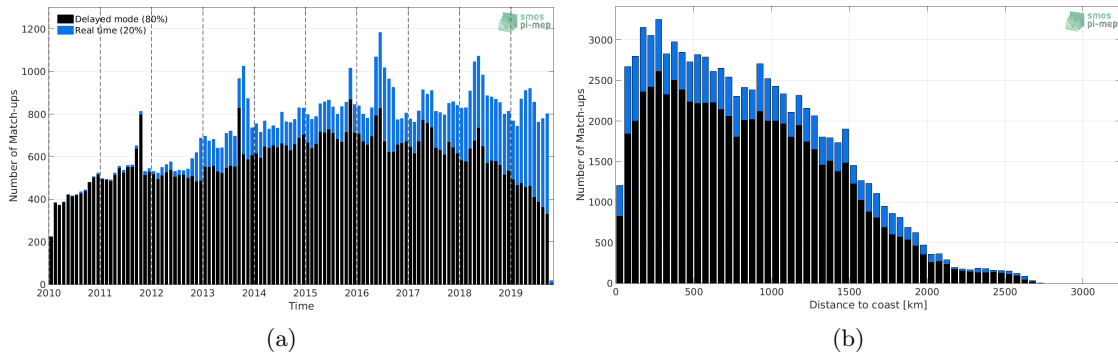 Delayed mode (80%)
Real time (20%)
smos
pi-mep
Number of Match-ups
1200
1000
800
600
400
200
0
2010 2011 2012 2013 2014 2015 2016 2017 2018 2019
Time
(a)
smos
pi-mep
Number of Match-ups
3000
2500
2000
1500
1000
500
0
0 500 1000 1500 2000 2500 3000
Distance to coast [km]
(b)